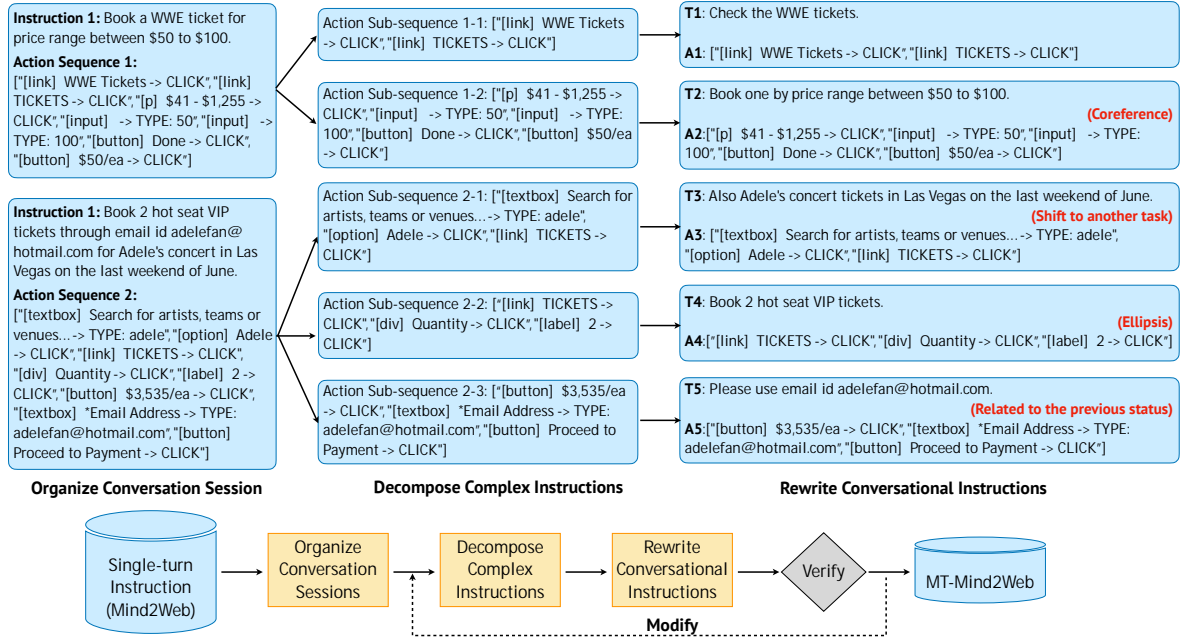 Instruction 1: Book a WWE ticket for
price range between $50 to $100.
Action Sequence 1:
["[link] WWE Tickets -> CLICK","[link]
TICKETS -> CLICK","[p] $41 - $1,255 ->
CLICK","[input] -> TYPE: 50","[input] ->
TYPE: 100","[button] Done -> CLICK",
"[button] $50/ea -> CLICK"]
Action Sub-sequence 1-1: ["[link] WWE Tickets
-> CLICK","[link] TICKETS -> CLICK"]
T1: Check the WWE tickets.
A1: ["[link] WWE Tickets -> CLICK","[link] TICKETS -> CLICK"]
Action Sub-sequence 1-2: ["[p] $41 - $1,255 ->
CLICK","[input] -> TYPE: 50","[input] -> TYPE:
100","[button] Done -> CLICK","[button] $50/ea
-> CLICK"]
T2: Book one by price range between $50 to $100.
(Coreference)
A2:["[p] $41 - $1,255 -> CLICK","[input] -> TYPE: 50","[input] -> TYPE:
100","[button] Done -> CLICK","[button] $50/ea -> CLICK"]
Instruction 1: Book 2 hot seat VIP
tickets through email id adelefan@
hotmail.com for Adele's concert in Las
Vegas on the last weekend of June.
Action Sequence 2:
["[textbox] Search for artists, teams or
venues... -> TYPE: adele","[option] Adele
-> CLICK","[link] TICKETS -> CLICK",
"[div] Quantity -> CLICK","[label] 2 ->
CLICK","[button] $3,535/ea -> CLICK",
"[textbox] *Email Address -> TYPE:
adelefan@hotmail.com","[button]
Proceed to Payment -> CLICK"]
Action Sub-sequence 2-1: ["[textbox] Search for
artists, teams or venues... -> TYPE: adele",
"[option] Adele -> CLICK","[link] TICKETS ->
CLICK"]
T3: Also Adele's concert tickets in Las Vegas on the last weekend of June.
(Shift to another task)
A3: ["[textbox] Search for artists, teams or venues... -> TYPE: adele",
"[option] Adele -> CLICK","[link] TICKETS -> CLICK"]
Action Sub-sequence 2-2: ["[link] TICKETS ->
CLICK","[div] Quantity -> CLICK","[label] 2 ->
CLICK"]
T4: Book 2 hot seat VIP tickets.
(Ellipsis)
A4:["[link] TICKETS -> CLICK","[div] Quantity -> CLICK","[label] 2 -> CLICK"]
Action Sub-sequence 2-3: ["[button] $3,535/ea
-> CLICK","[textbox] *Email Address -> TYPE:
adelefan@hotmail.com","[button] Proceed to
Payment -> CLICK"]
T5: Please use email id adelefan@hotmail.com.
(Related to the previous status)
A5:["[button] $3,535/ea -> CLICK","[textbox] *Email Address -> TYPE:
adelefan@hotmail.com","[button] Proceed to Payment -> CLICK"]
Organize Conversation Session
Decompose Complex Instructions
Rewrite Conversational Instructions
Single-turn
Instruction
(Mind2Web)
Organize
Conversation
Sessions
Decompose
Complex
Instructions
Rewrite
Conversational
Instructions
Verify
MT-Mind2Web
Modify